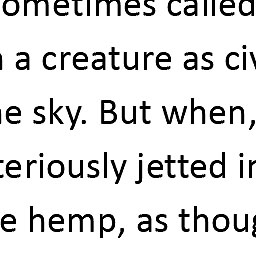 ometimes called
a creature as civ
e sky. But when,
teriously jetted in
e hemp, as thoug